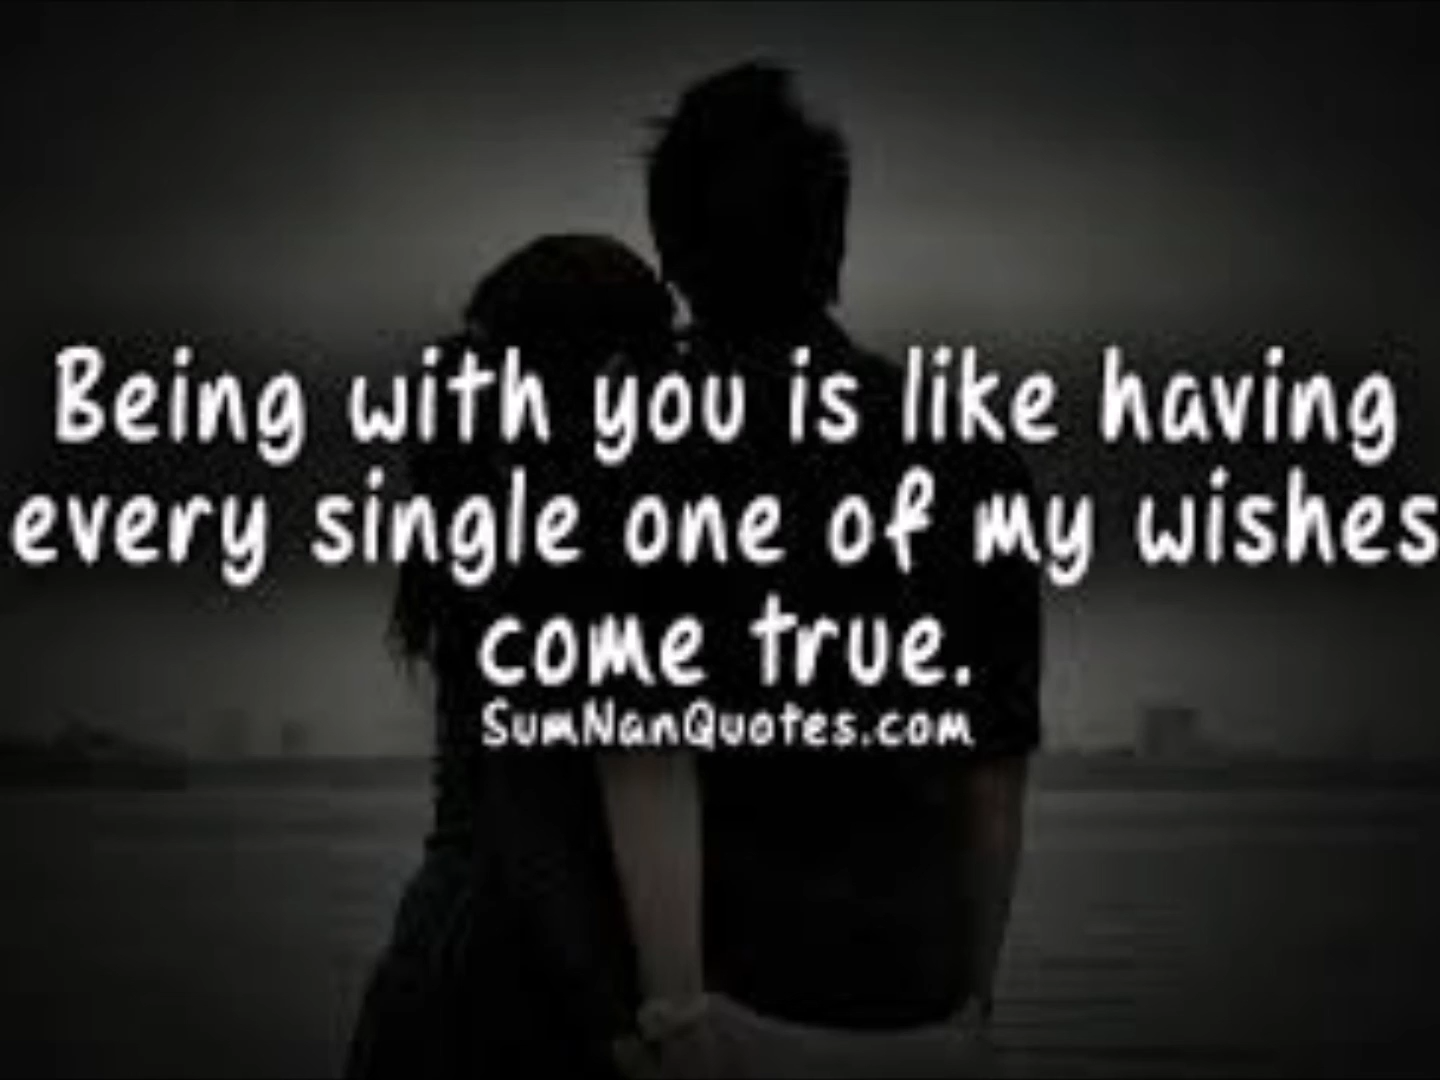 Being with you is like having
every single one of my wishes
come true.
SumNanQuotes.com